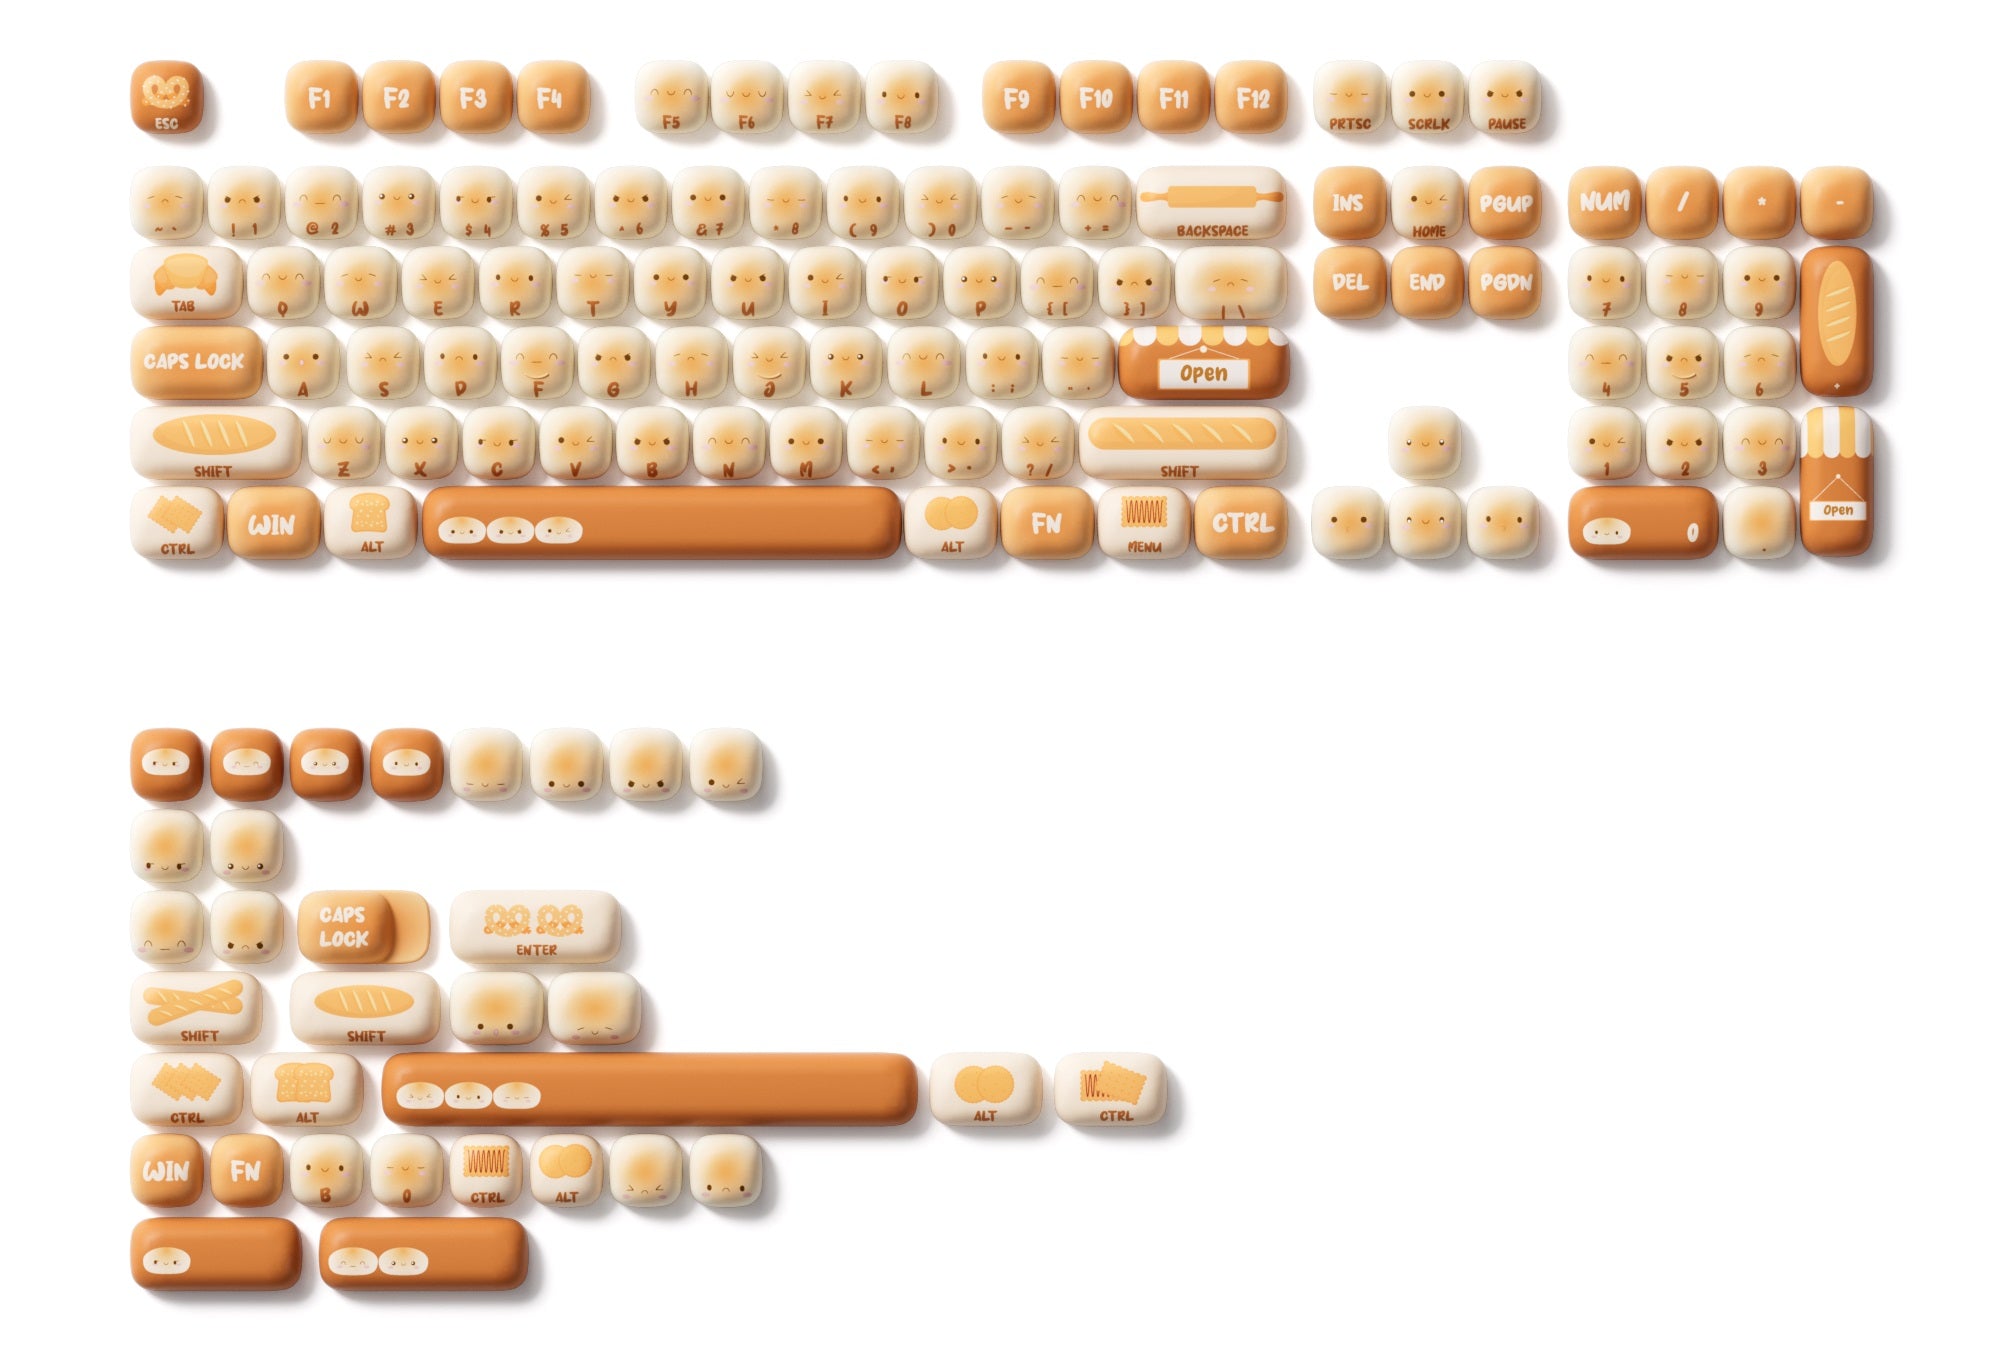 ESC F1 F2 F3 F4 F5 F6 F7 F8 F9 F10 F11 F12 PRTSC SCRLK PAUSE
~ ` ! 1 @ 2 # 3 $ 4 % 5 ^ 6 & 7 * 8 ( 9 ) 0 - - + = BACKSPACE INS HOME PGUP NUM / * -
TAB Q W E R T Y U I O P { [ } ] | \ DEL END PGDN 7 8 9 +
CAPS LOCK A S D F G H J K L : ; " ' Open 4 5 6
SHIFT Z X C V B N M < , > . ? / SHIFT 1 2 3 Open
CTRL WIN ALT ALT FN MENU CTRL 0 .
CAPS
LOCK
ENTER
SHIFT SHIFT
CTRL ALT ALT CTRL
WIN FN B 0 CTRL ALT